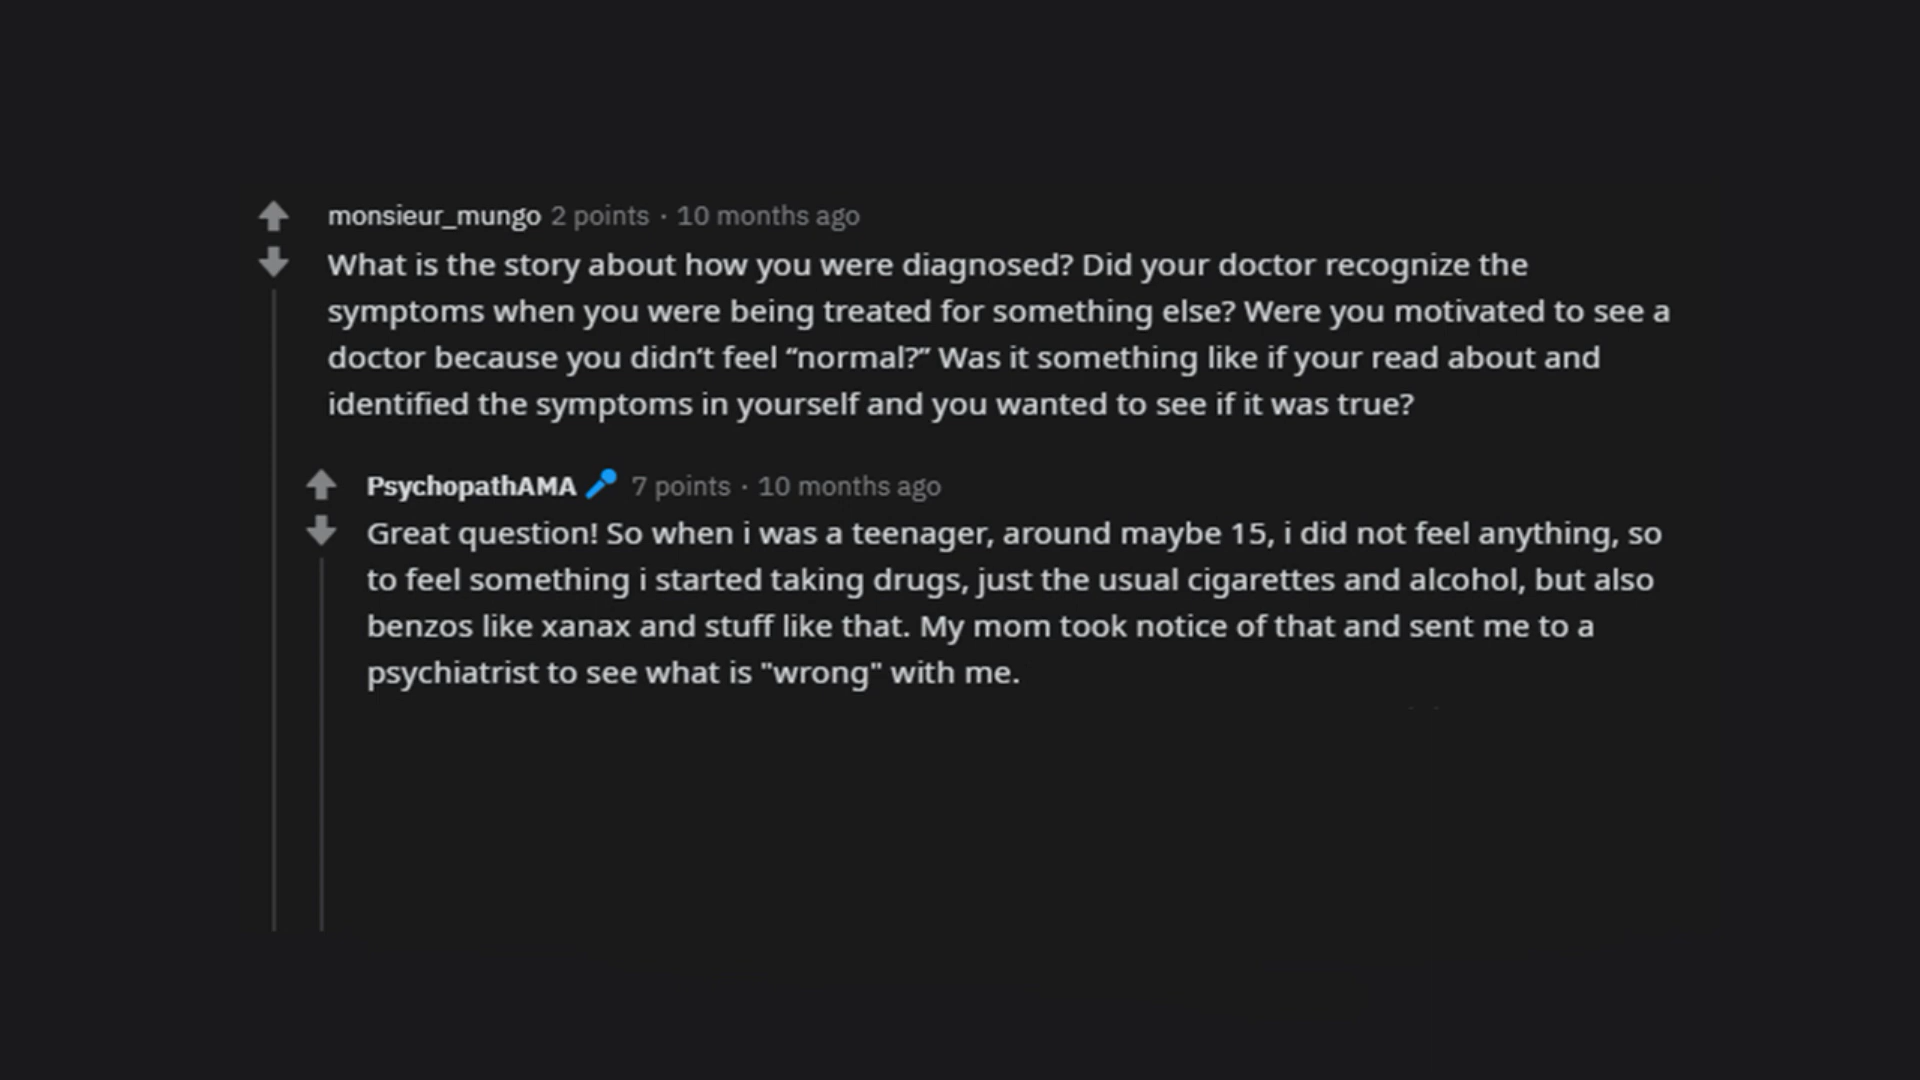 monsieur_mungo 2 points · 10 months ago
What is the story about how you were diagnosed? Did your doctor recognize the
symptoms when you were being treated for something else? Were you motivated to see a
doctor because you didn’t feel “normal?” Was it something like if your read about and
identified the symptoms in yourself and you wanted to see if it was true?
PsychopathAMA 7 points · 10 months ago
Great question! So when i was a teenager, around maybe 15, i did not feel anything, so
to feel something i started taking drugs, just the usual cigarettes and alcohol, but also
benzos like xanax and stuff like that. My mom took notice of that and sent me to a
psychiatrist to see what is "wrong" with me.